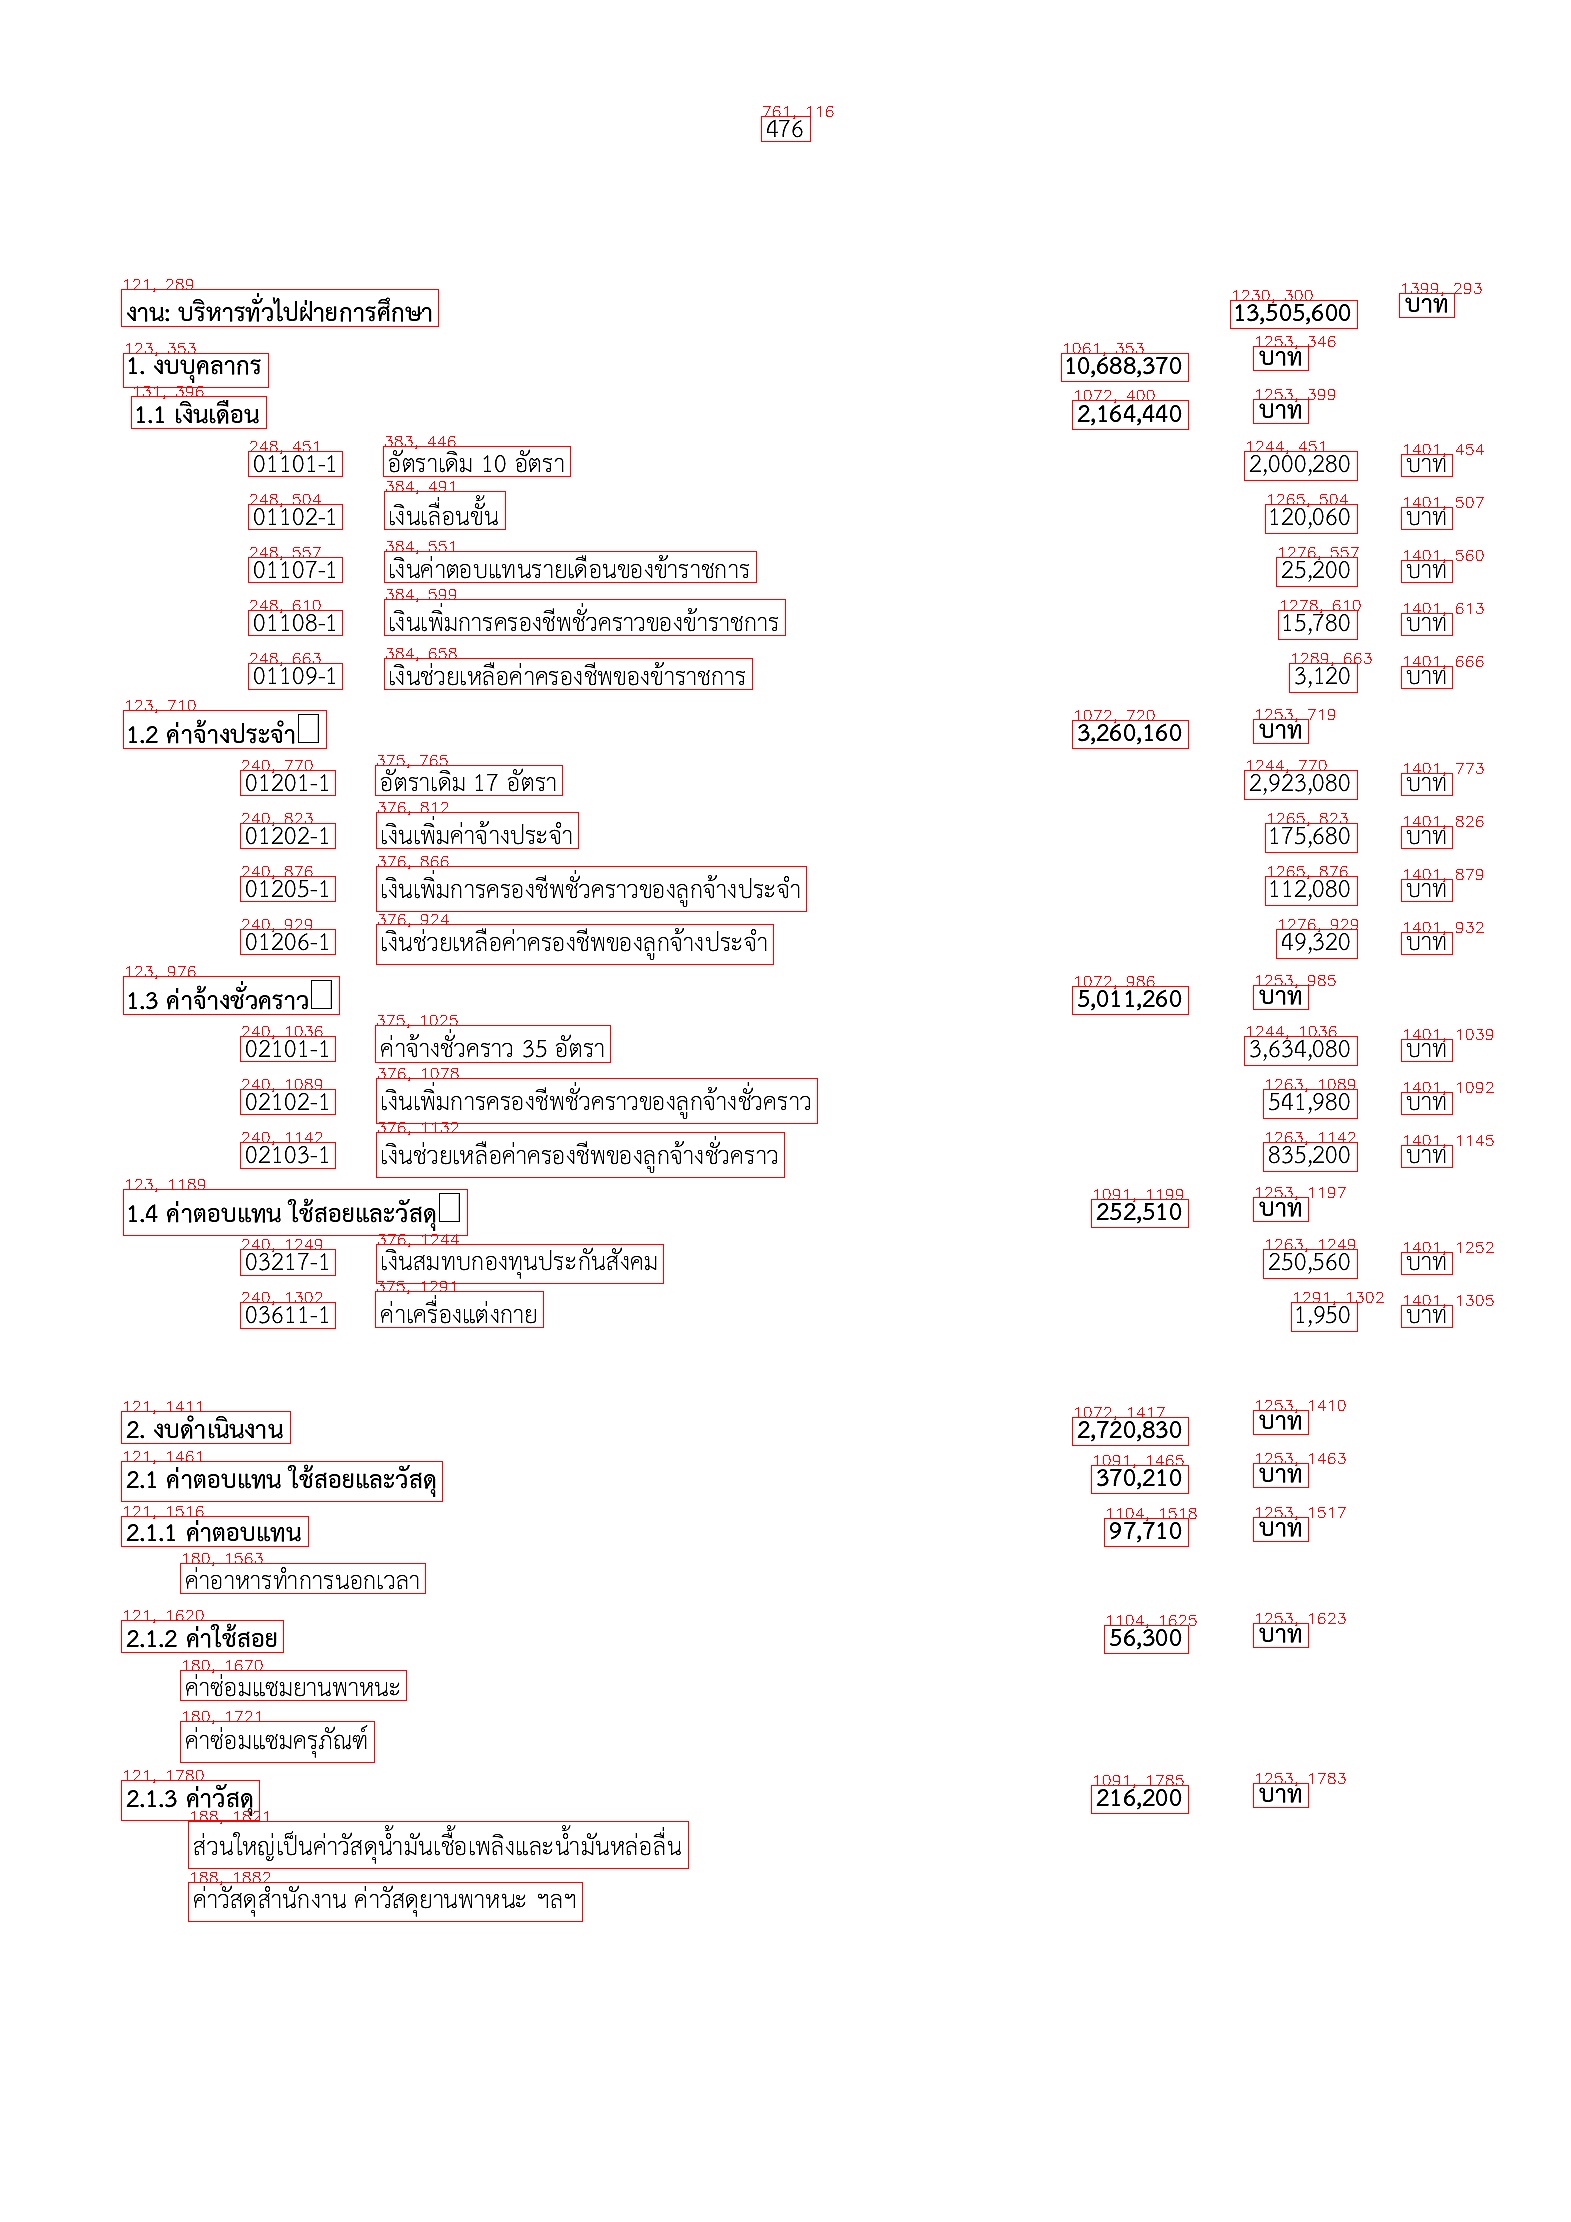 761, 116
476
121, 289 1230, 300 1399, 293
งาน: บริหารทั่วไปฝ่ายการศึกษา 13,505,600 บาท
123, 353 1061, 353 1253, 346
1. งบบุคลากร 10,688,370 บาท
131, 396 1072, 400 1253, 399
1.1 เงินเดือน 2,164,440 บาท
248, 451 383, 446 1244, 451 1401, 454
01101-1 อัตราเดิม 10 อัตรา 2,000,280 บาท
248, 504 384, 491 1265, 504 1401, 507
01102-1 เงินเลื่อนขั้น 120,060 บาท
248, 557 384, 551 1276, 557 1401, 560
01107-1 เงินค่าตอบแทนรายเดือนของข้าราชการ 25,200 บาท
248, 610 384, 599 1278, 610 1401, 613
01108-1 เงินเพิ่มการครองชีพชั่วคราวของข้าราชการ 15,780 บาท
248, 663 384, 658 1289, 663 1401, 666
01109-1 เงินช่วยเหลือค่าครองชีพของข้าราชการ 3,120 บาท
123, 710 1072, 720 1253, 719
1.2 ค่าจ้างประจำ 3,260,160 บาท
240, 770 375, 765 1244, 770 1401, 773
01201-1 อัตราเดิม 17 อัตรา 2,923,080 บาท
240, 823 376, 812 1265, 823 1401, 826
01202-1 เงินเพิ่มค่าจ้างประจำ 175,680 บาท
240, 876 376, 866 1265, 876 1401, 879
01205-1 เงินเพิ่มการครองชีพชั่วคราวของลูกจ้างประจำ 112,080 บาท
240, 929 376, 924 1276, 929 1401, 932
01206-1 เงินช่วยเหลือค่าครองชีพของลูกจ้างประจำ 49,320 บาท
123, 976 1072, 986 1253, 985
1.3 ค่าจ้างชั่วคราว 5,011,260 บาท
240, 1036 375, 1025 1244, 1036 1401, 1039
02101-1 ค่าจ้างชั่วคราว 35 อัตรา 3,634,080 บาท
240, 1089 376, 1078 1263, 1089 1401, 1092
02102-1 เงินเพิ่มการครองชีพชั่วคราวของลูกจ้างชั่วคราว 541,980 บาท
240, 1142 376, 1132 1263, 1142 1401, 1145
02103-1 เงินช่วยเหลือค่าครองชีพของลูกจ้างชั่วคราว 835,200 บาท
123, 1189 1091, 1199 1253, 1197
1.4 ค่าตอบแทน ใช้สอยและวัสดุ 252,510 บาท
240, 1249 376, 1244 1263, 1249 1401, 1252
03217-1 เงินสมทบกองทุนประกันสังคม 250,560 บาท
240, 1302 375, 1291 1291, 1302 1401, 1305
03611-1 ค่าเครื่องแต่งกาย 1,950 บาท
121, 1411 1072, 1417 1253, 1410
2. งบดำเนินงาน 2,720,830 บาท
121, 1461 1091, 1465 1253, 1463
2.1 ค่าตอบแทน ใช้สอยและวัสดุ 370,210 บาท
121, 1516 1104, 1518 1253, 1517
2.1.1 ค่าตอบแทน 97,710 บาท
180, 1563
ค่าอาหารทำการนอกเวลา
121, 1620 1104, 1625 1253, 1623
2.1.2 ค่าใช้สอย 56,300 บาท
180, 1670
ค่าซ่อมแซมยานพาหนะ
180, 1721
ค่าซ่อมแซมครุภัณฑ์
121, 1780 1091, 1785 1253, 1783
2.1.3 ค่าวัสดุ 216,200 บาท
188, 1821
ส่วนใหญ่เป็นค่าวัสดุน้ำมันเชื้อเพลิงและน้ำมันหล่อลื่น
188, 1882
ค่าวัสดุสำนักงาน ค่าวัสดุยานพาหนะ ฯลฯ